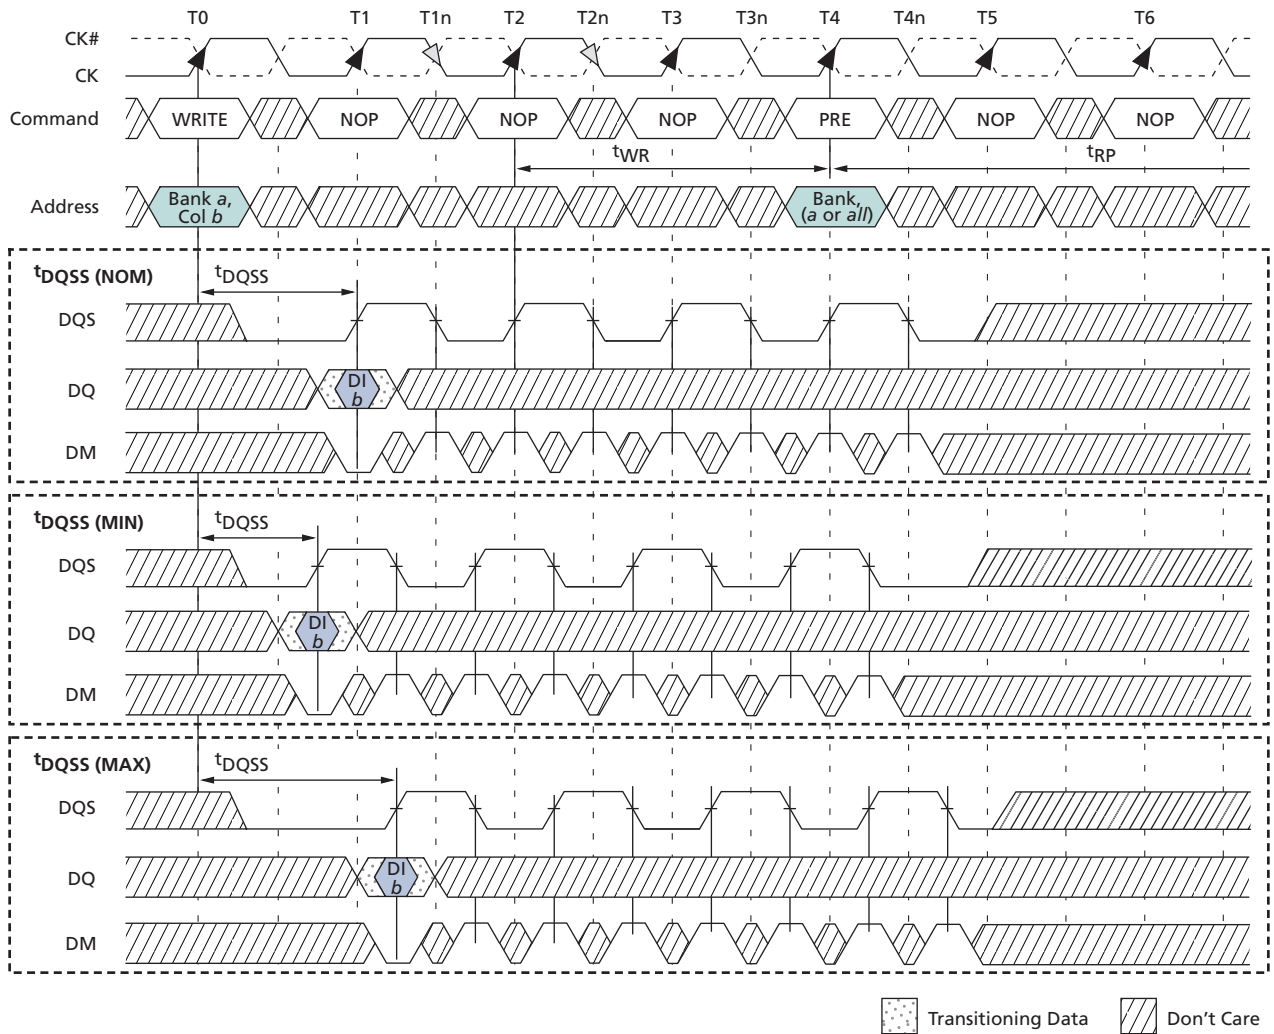 T0 T1 T1n T2 T2n T3 T3n T4 T4n T5 T6
CK#
CK
Command WRITE NOP NOP NOP PRE NOP NOP
tWR tRP
Address Bank a, Col b Bank, (a or all)
tDQSS (NOM) tDQSS
DQS
DQ DI b
DM
tDQSS (MIN) tDQSS
DQS
DQ DI b
DM
tDQSS (MAX) tDQSS
DQS
DQ DI b
DM
Transitioning Data Don't Care